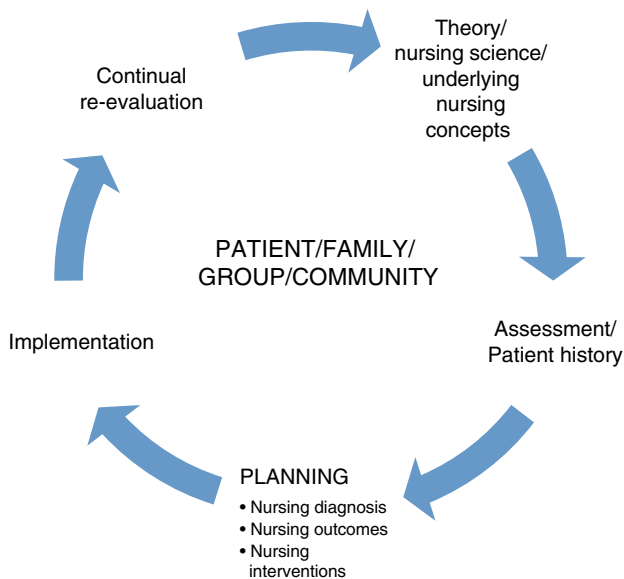 Theory/
nursing science/
underlying
nursing
concepts
Assessment/
Patient history
PLANNING
• Nursing diagnosis
• Nursing outcomes
• Nursing
interventions
Implementation
Continual
re-evaluation
PATIENT/FAMILY/
GROUP/COMMUNITY